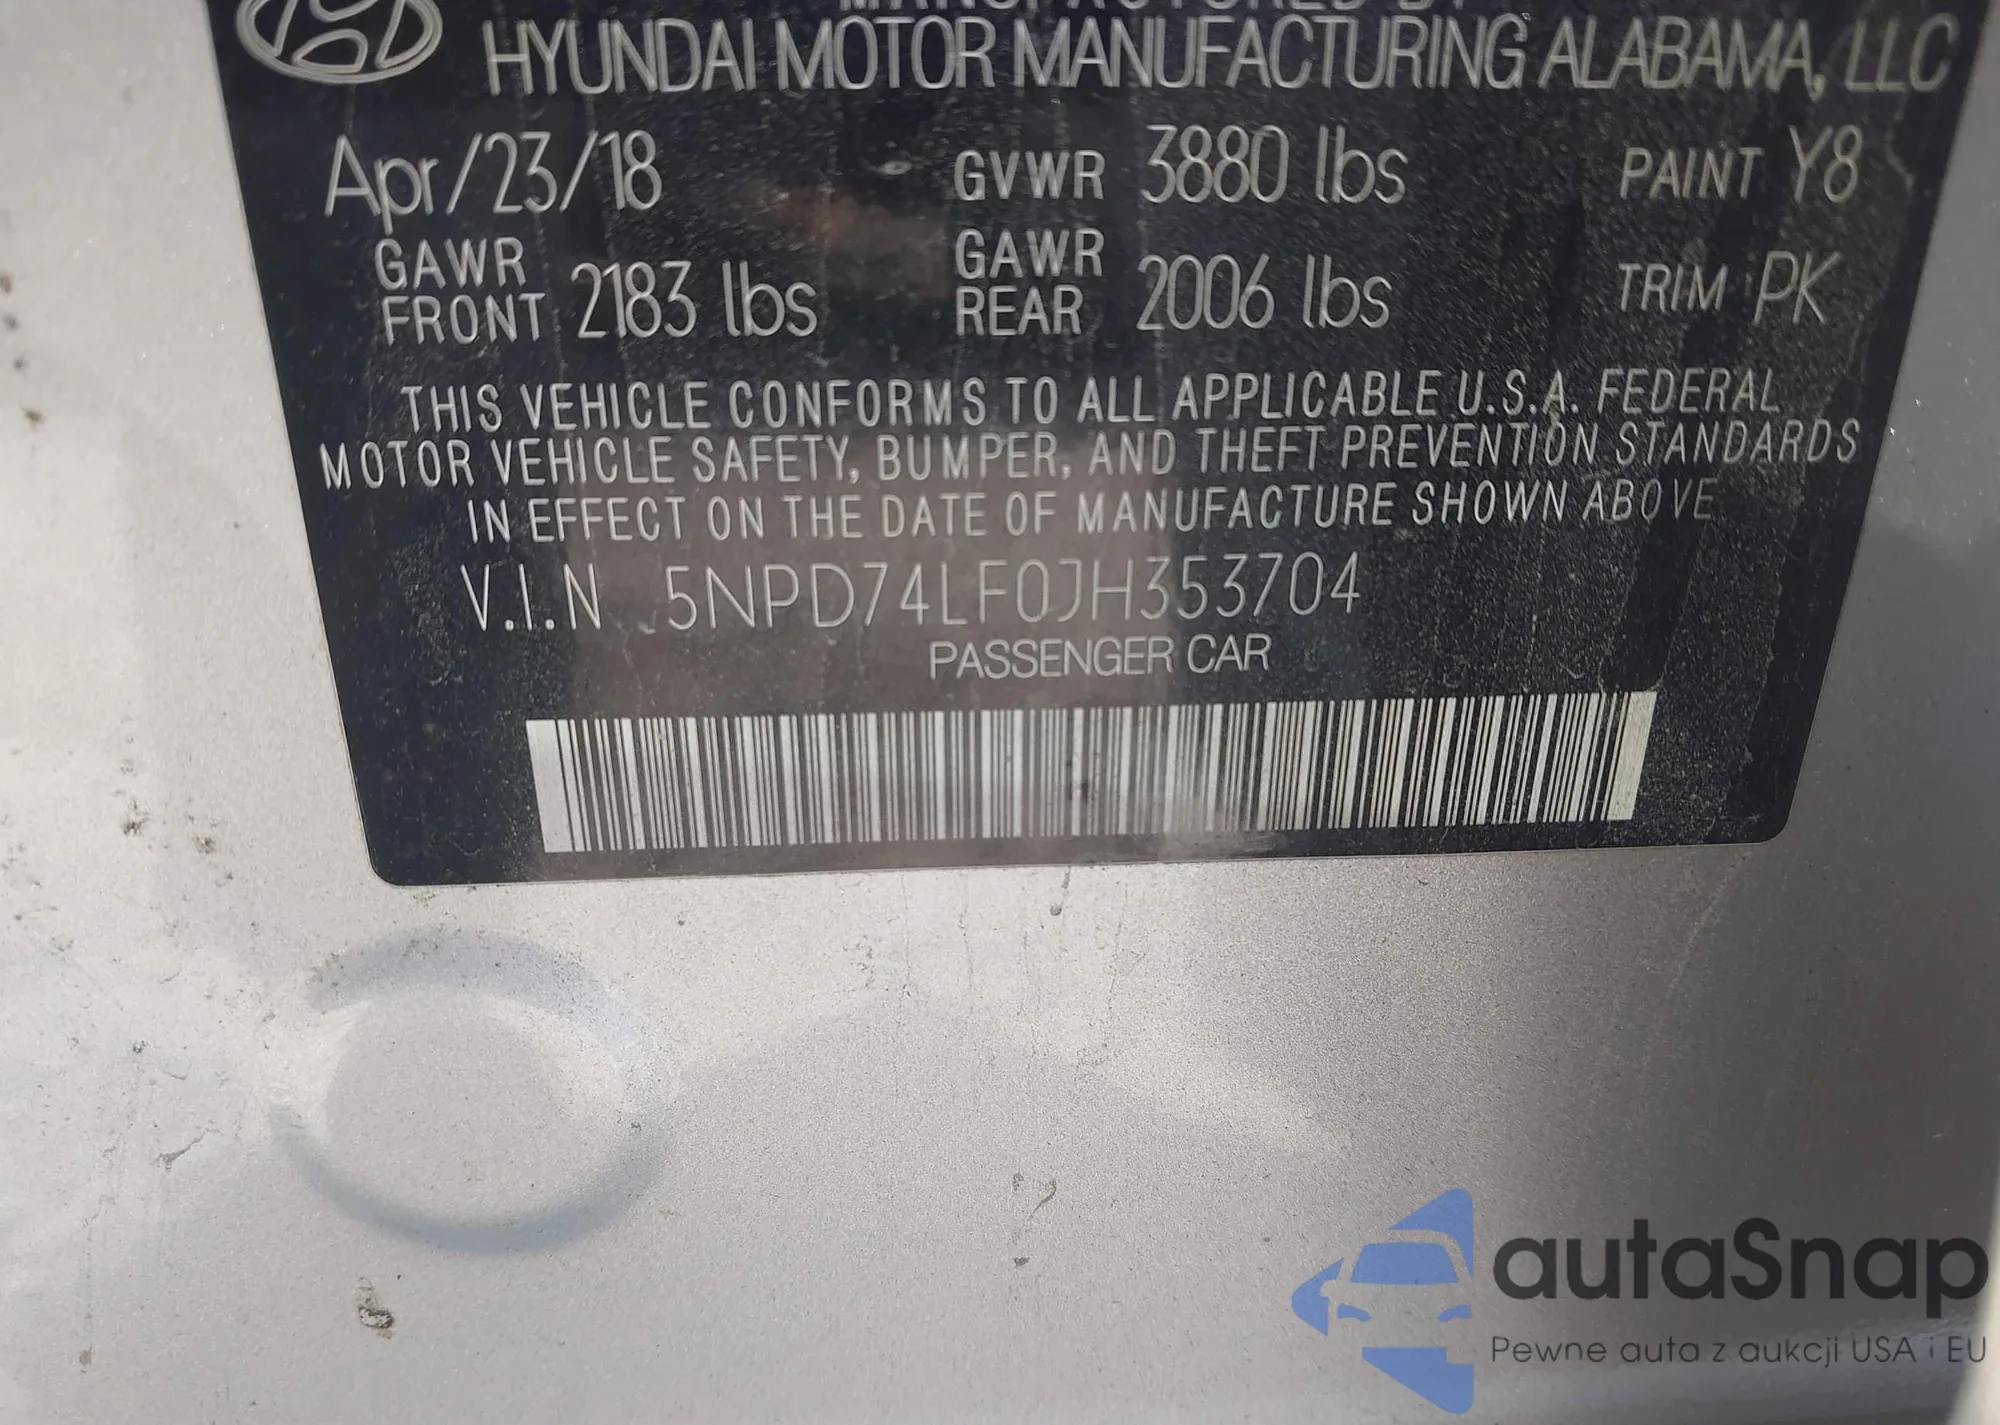 MANUFACTURED BY
HYUNDAI MOTOR MANUFACTURING ALABAMA, LLC
Apr/23/18 GVWR 3880 lbs PAINT Y8
GAWR FRONT 2183 lbs GAWR REAR 2006 lbs TRIM PK
THIS VEHICLE CONFORMS TO ALL APPLICABLE U.S.A. FEDERAL
MOTOR VEHICLE SAFETY, BUMPER, AND THEFT PREVENTION STANDARDS
IN EFFECT ON THE DATE OF MANUFACTURE SHOWN ABOVE
V.I.N 5NPD74LF0JH353704
PASSENGER CAR
autaSnap
Pewne auta z aukcji USA i EU